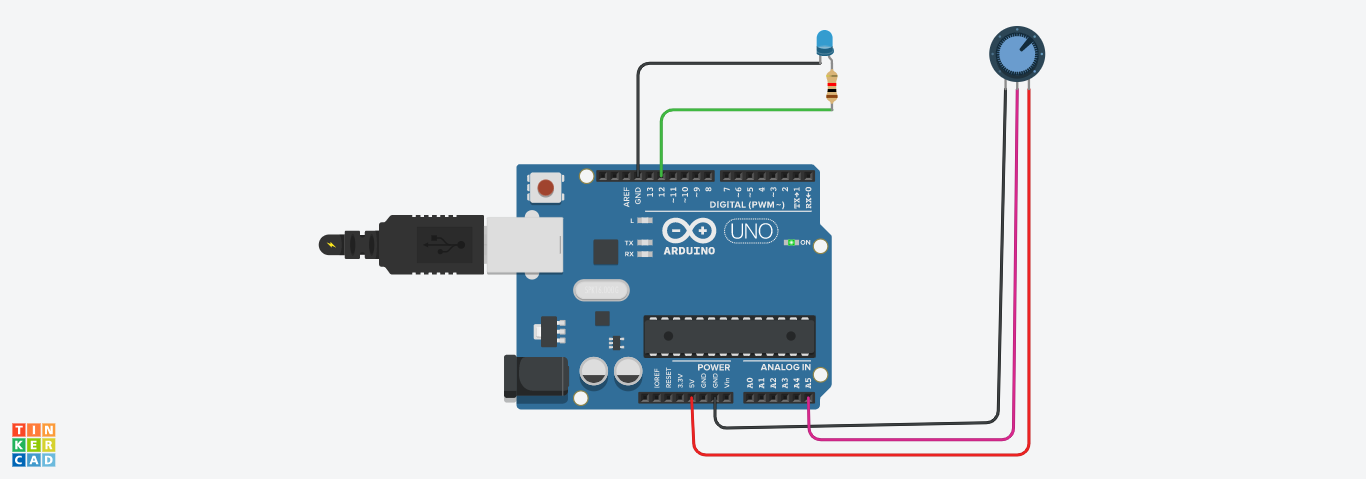 AREF
GND
13
12
~11
~10
~9
8
7
~6
~5
4
~3
2
TX→1
RX←0
DIGITAL (PWM~)
L
TX
RX
ARDUINO
UNO
ON
POWER
ANALOG IN
IOREF
RESET
3.3V
5V
GND
GND
Vin
A0
A1
A2
A3
A4
A5
TIN
KER
CAD